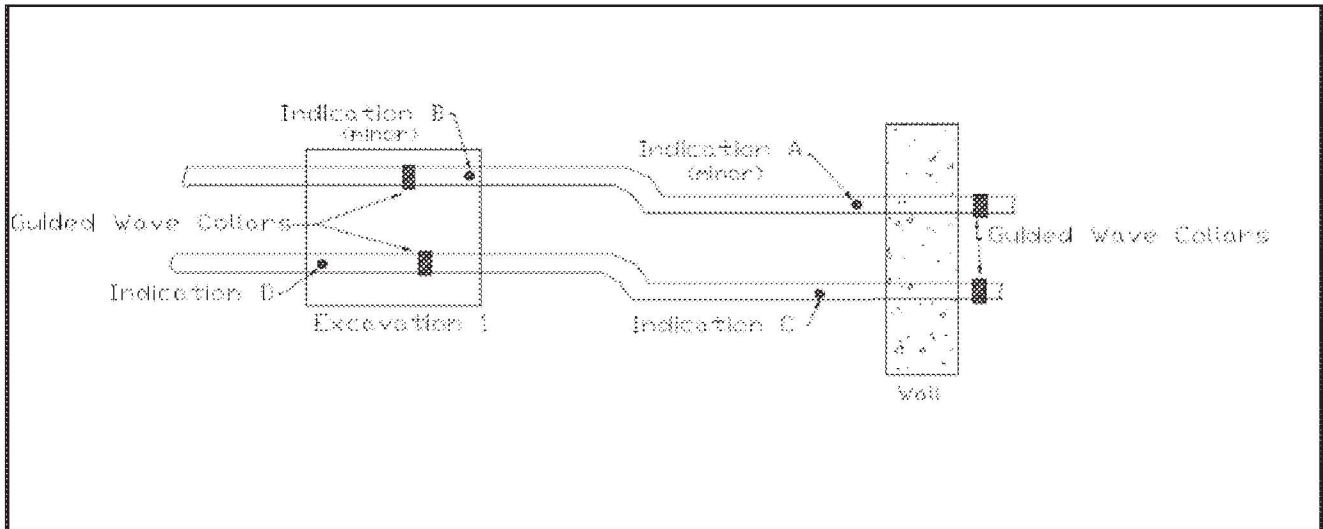 Indication B
(minor)
Indication A
(minor)
Guided Wave Collars
Guided Wave Collars
Indication D
Excavation 1
Indication C
Wall